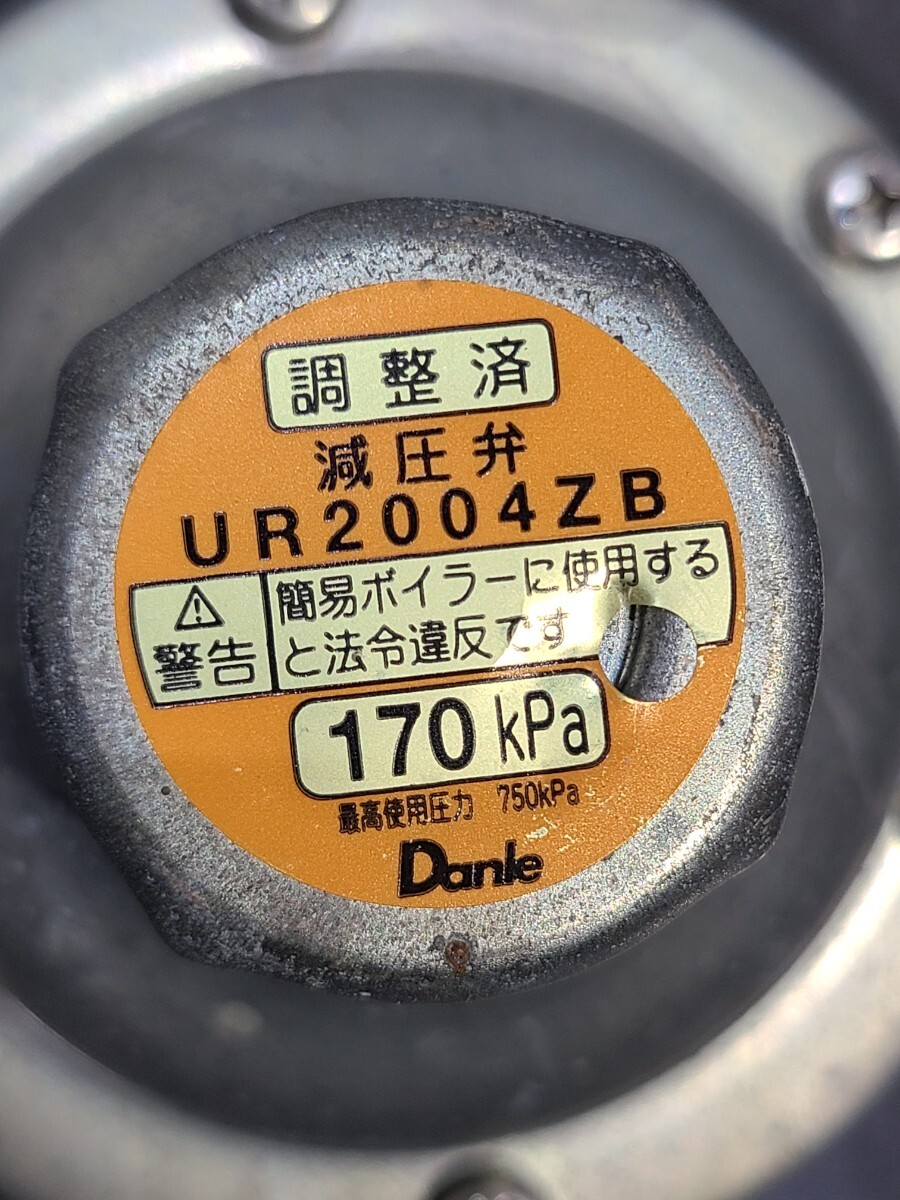 調整済
減圧弁
UR2004ZB
⚠警告
簡易ボイラーに使用する
と法令違反です
170 kPa
最高使用圧力 750kPa
Danle